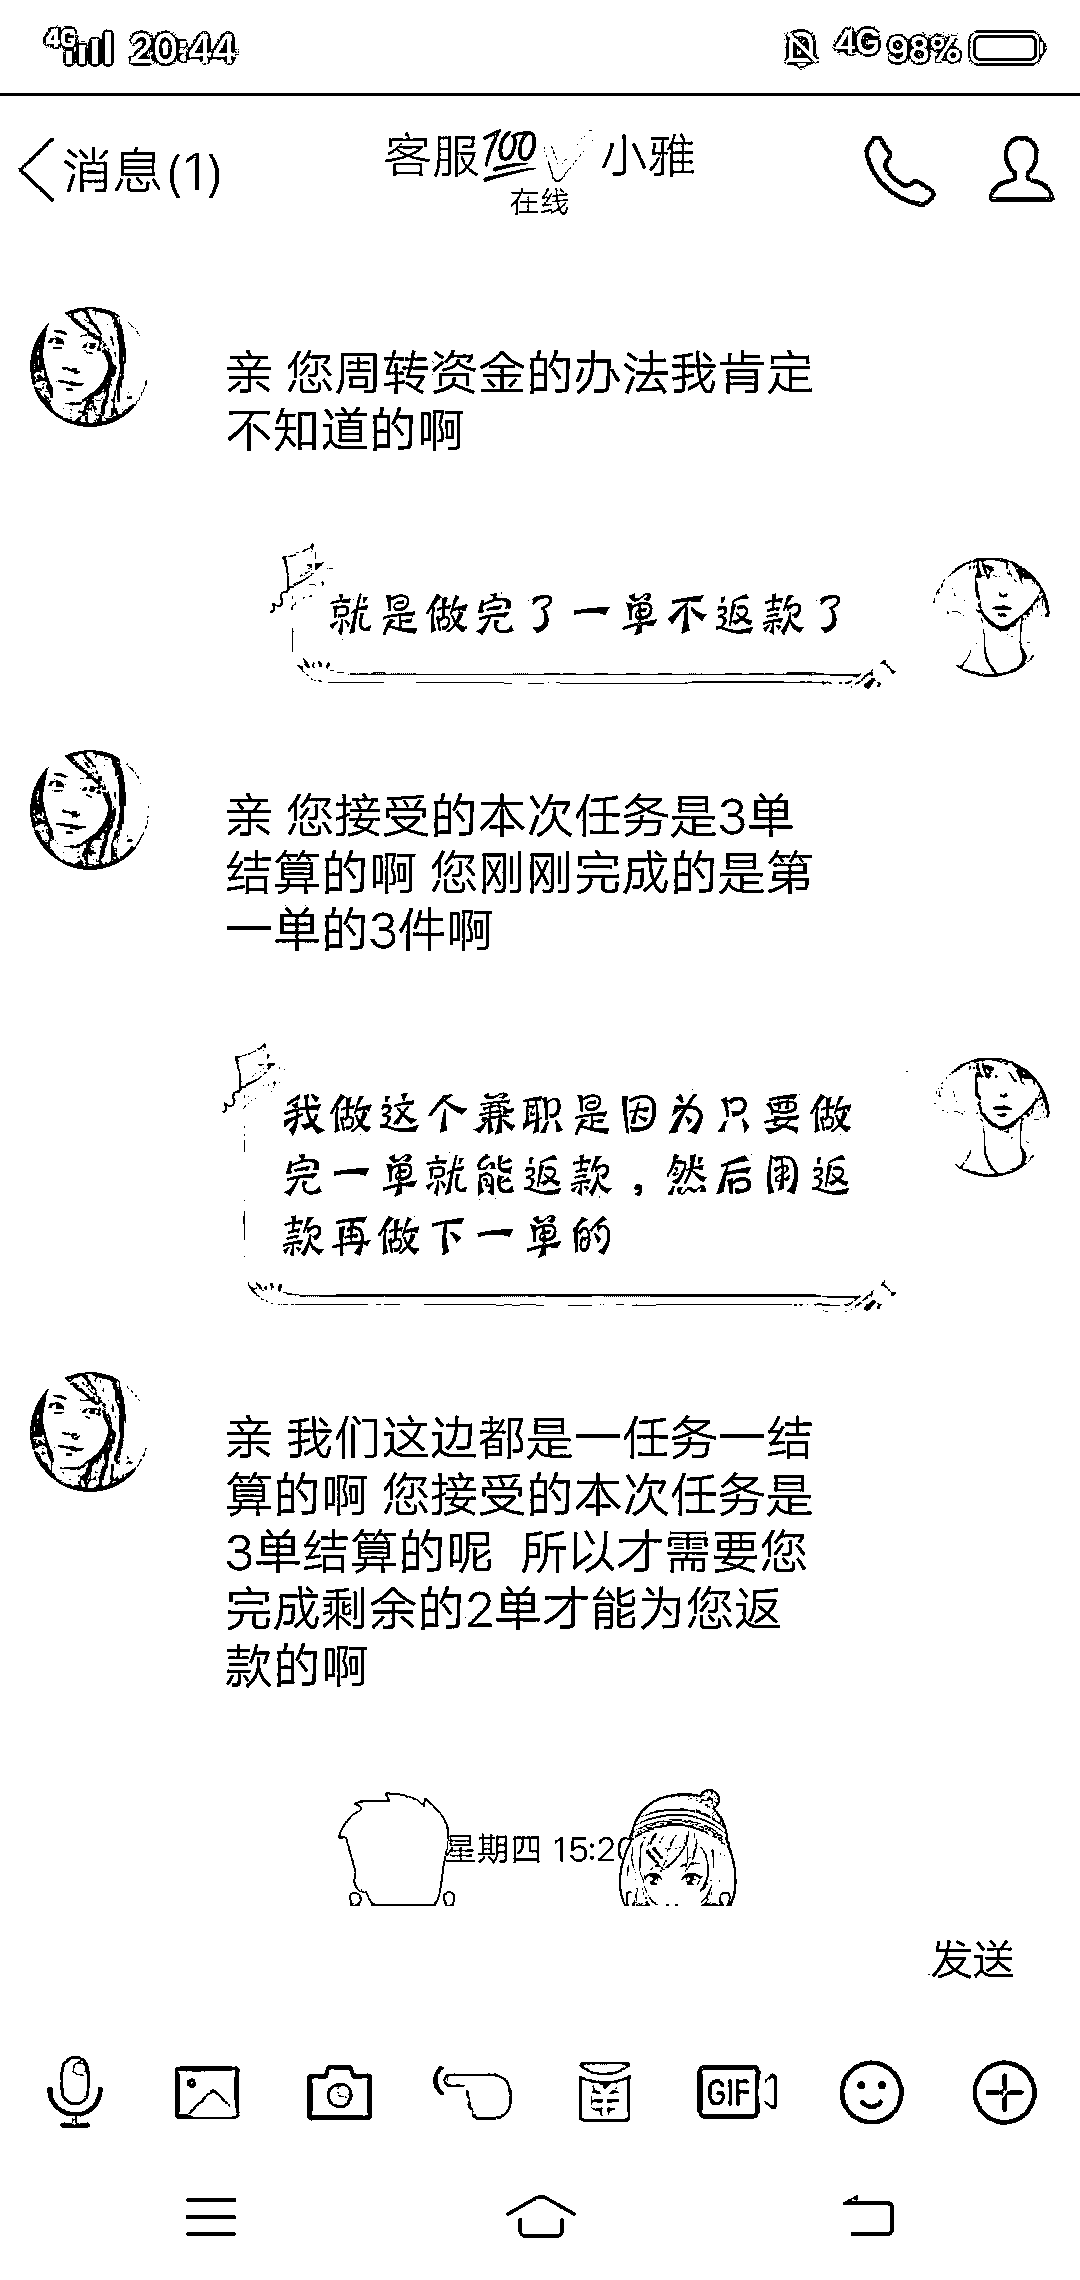 4G 20:44 4G 98%
消息(1) 客服💯✓小雅
在线
亲 您周转资金的办法我肯定
不知道的啊
就是做完了一单不返款了
亲 您接受的本次任务是3单
结算的啊 您刚刚完成的是第
一单的3件啊
我做这个兼职是因为只要做
完一单就能返款，然后用返
款再做下一单的
亲 我们这边都是一任务一结
算的啊 您接受的本次任务是
3单结算的呢 所以才需要您
完成剩余的2单才能为您返
款的啊
星期四 15:20
发送
GIF